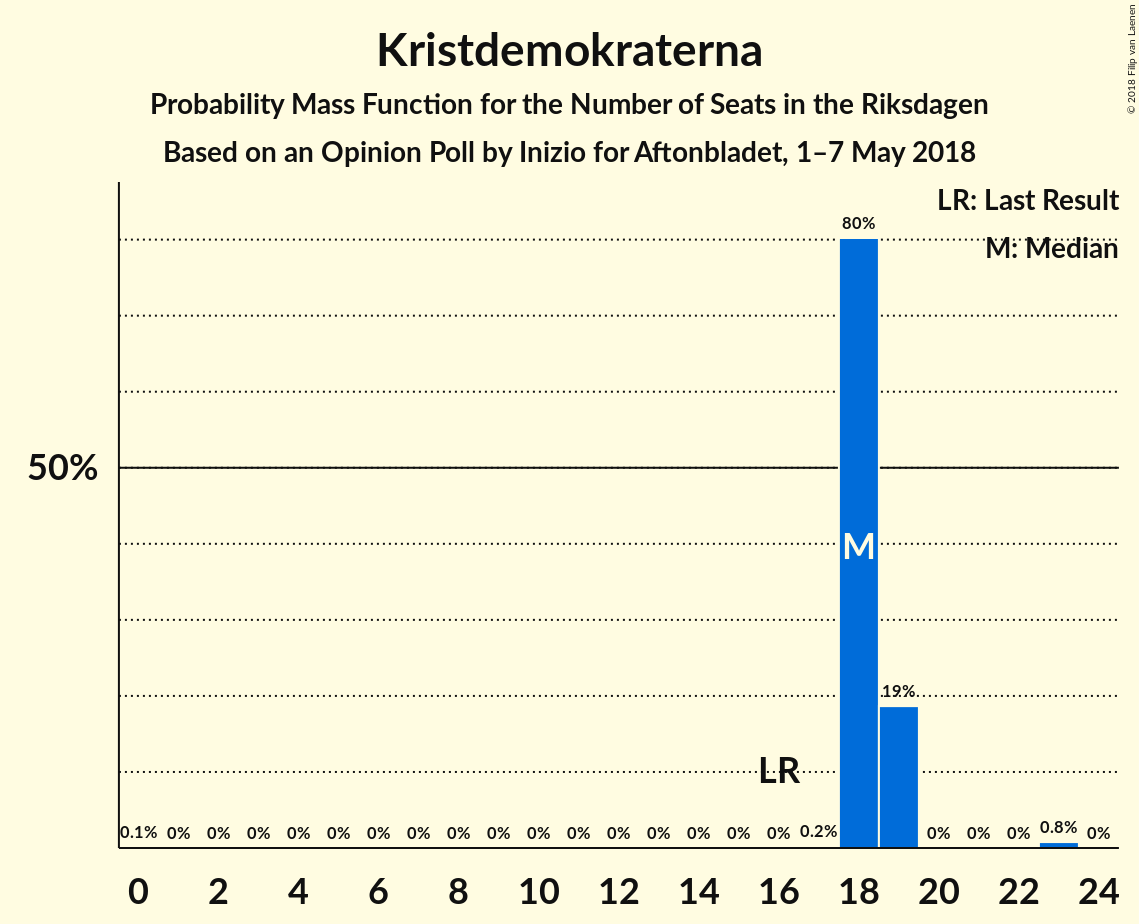 Kristdemokraterna
Probability Mass Function for the Number of Seats in the Riksdagen
Based on an Opinion Poll by Inizio for Aftonbladet, 1–7 May 2018
© 2018 Filip van Laenen
LR: Last Result
M: Median
80%
50%
M
19%
LR
0.1% 0% 0% 0% 0% 0% 0% 0% 0% 0% 0% 0% 0% 0% 0% 0% 0% 0.2% 0% 0% 0% 0.8% 0%
0 2 4 6 8 10 12 14 16 18 20 22 24